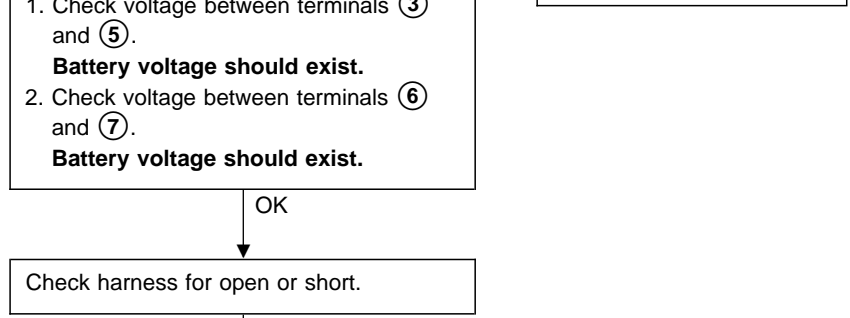 1. Check voltage between terminals ③
and ⑤.
Battery voltage should exist.
2. Check voltage between terminals ⑥
and ⑦.
Battery voltage should exist.
OK
Check harness for open or short.